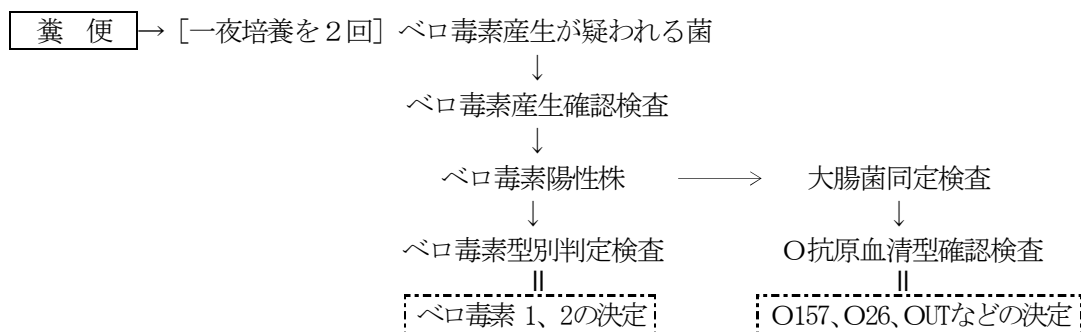 糞　便 → ［一夜培養を２回］ ベロ毒素産生が疑われる菌
↓
ベロ毒素産生確認検査
↓
ベロ毒素陽性株 → 大腸菌同定検査
↓ ↓
ベロ毒素型別判定検査 Ｏ抗原血清型確認検査
|| ||
ベロ毒素 1、2の決定 Ｏ157、Ｏ26、ＯUTなどの決定